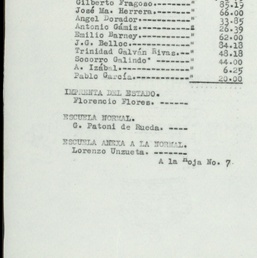 Gilberto Fragoso.------" 85.19
José Ma. Herrera.------" 66.00
Angel Dorador.---------" 33.85
Antonio Gámiz.---------" 26.39
Emilio Barney.---------" 62.00
J.G. Belloc.-----------" 84.18
Trinidad Galván Rivas.-" 48.18
Socorro Galindo -------" 44.00
A. Izábal.-------------" 6.25
Pablo García.----------" 20.00
IMPRENTA DEL ESTADO.
Florencio Flores. ------
ESCUELA NORMAL.
G. Patoni de Rueda. ----
ESCUELA ANEXA A LA NORMAL.
Lorenzo Unzueta. -------
A la Hoja No. 7.